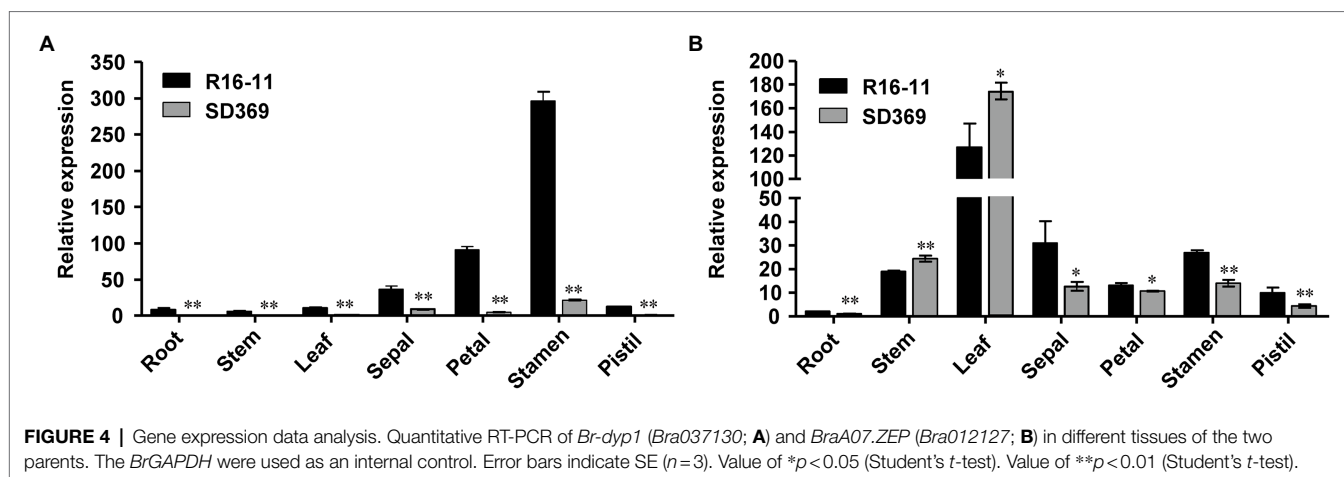 A
350
300
250
200
150
100
50
0
Relative expression
R16-11
SD369
**
**
**
**
**
**
**
Root
Stem
Leaf
Sepal
Petal
Stamen
Pistil
B
200
180
160
140
120
100
50
40
30
20
10
0
Relative expression
R16-11
SD369
**
**
*
*
*
**
**
Root
Stem
Leaf
Sepal
Petal
Stamen
Pistil
FIGURE 4 | Gene expression data analysis. Quantitative RT-PCR of Br-dyp1 (Bra037130; A) and BraA07.ZEP (Bra012127; B) in different tissues of the two
parents. The BrGAPDH were used as an internal control. Error bars indicate SE (n=3). Value of *p<0.05 (Student's t-test). Value of **p<0.01 (Student's t-test).